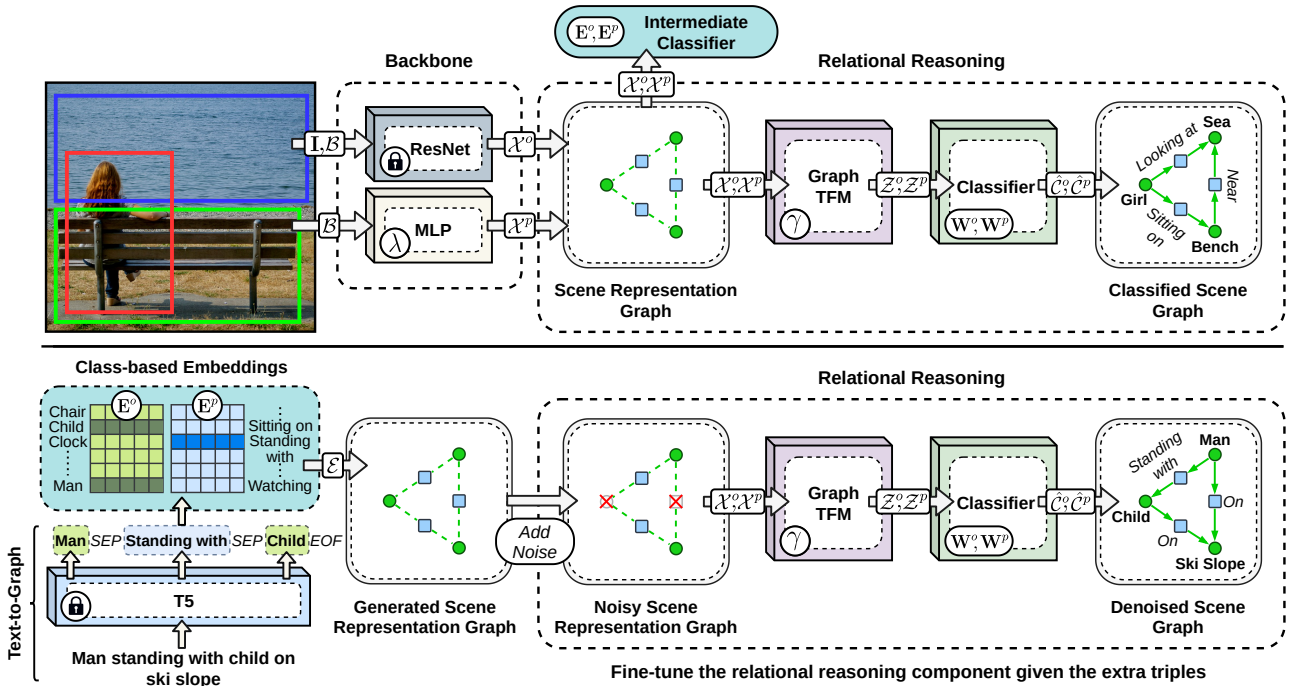 E^o, E^p Intermediate
Classifier
Backbone
X^o, X^p
Relational Reasoning
I, B
ResNet
X^o
B
MLP
λ
X^p
Scene Representation
Graph
X^o, X^p
Graph
TFM
γ
Z^o, Z^p
Classifier
W^o, W^p
Ĉ^o, Ĉ^p
Sea
Looking at
Girl
Near
Sitting on
Bench
Classified Scene
Graph
Class-based Embeddings
E^o
E^p
Chair
Child
Clock
Man
Sitting on
Standing
with
Watching
E
Man SEP Standing with SEP Child EOF
T5
Text-to-Graph
Man standing with child on
ski slope
Generated Scene
Representation Graph
Add
Noise
Relational Reasoning
Noisy Scene
Representation Graph
X^o, X^p
Graph
TFM
γ
Z^o, Z^p
Classifier
W^o, W^p
Ĉ^o, Ĉ^p
Man
Standing
with
Child
On
On
Ski Slope
Denoised Scene
Graph
Fine-tune the relational reasoning component given the extra triples